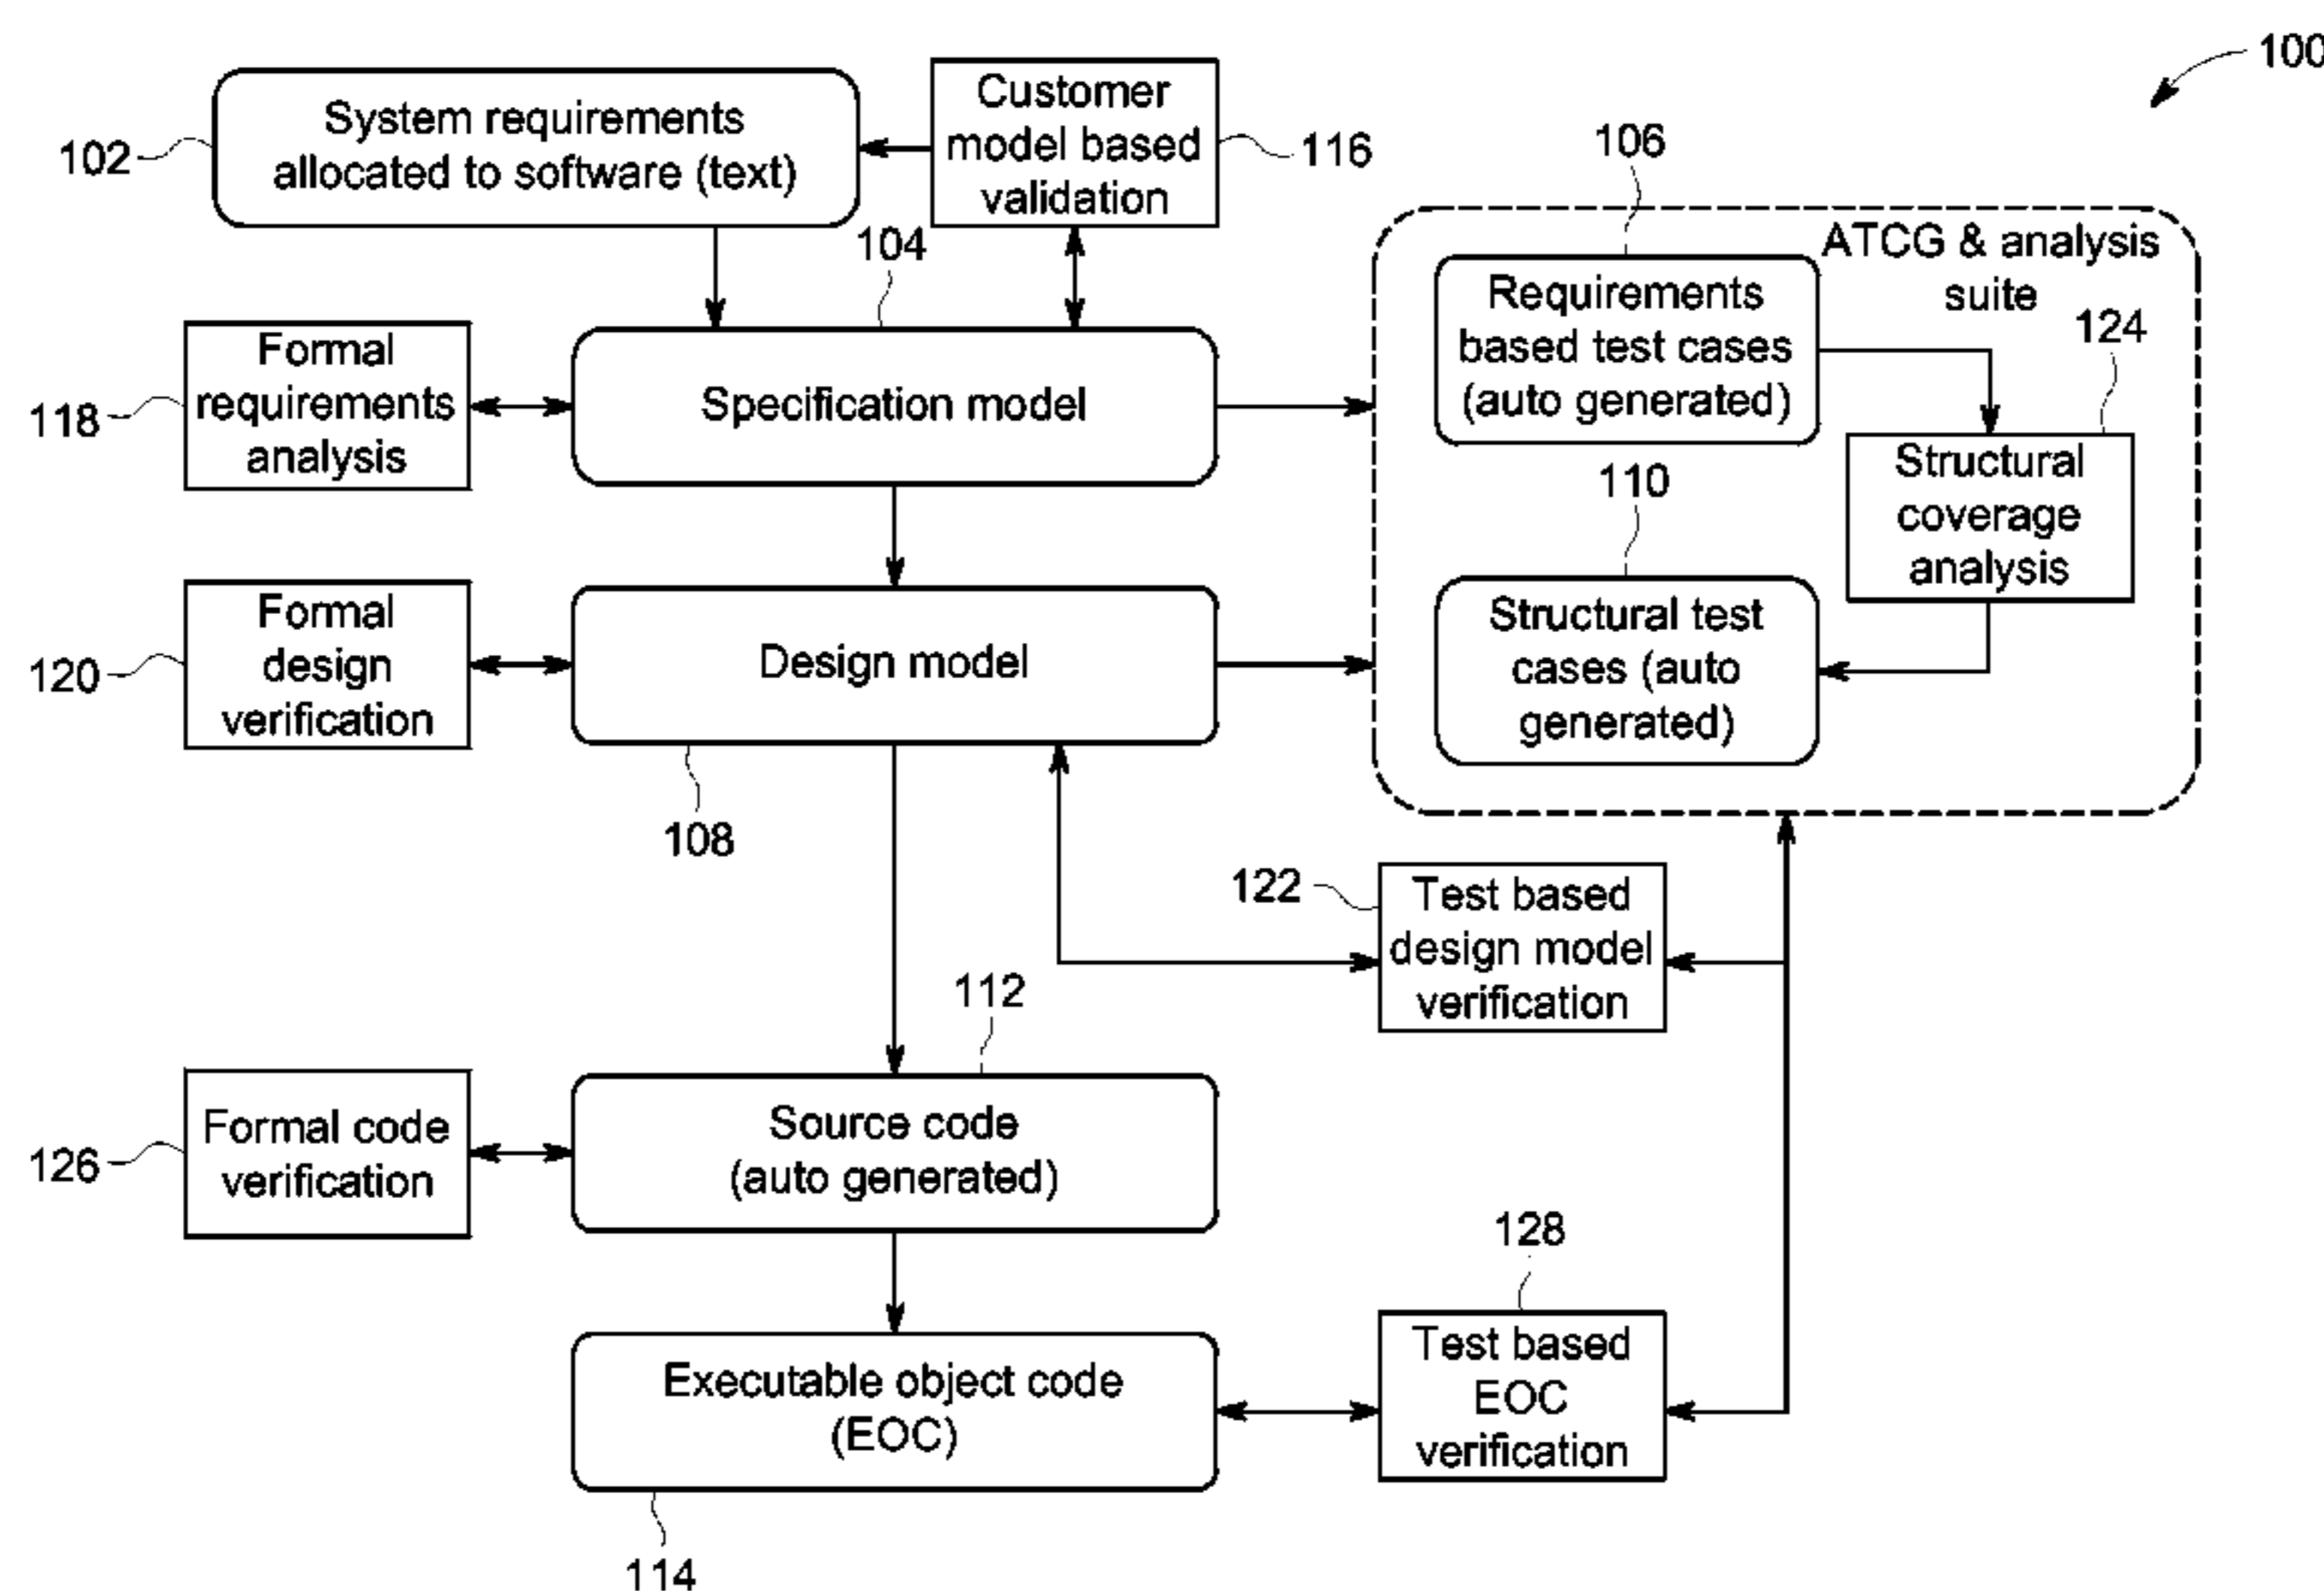 100
System requirements
allocated to software (text)
102
Customer
model based
validation
116
104
106
ATCG & analysis
suite
Requirements
based test cases
(auto generated)
124
Formal
requirements
analysis
118
Specification model
Structural
coverage
analysis
110
Structural test
cases (auto
generated)
Formal
design
verification
120
Design model
108
122
Test based
design model
verification
112
Formal code
verification
126
Source code
(auto generated)
128
Executable object code
(EOC)
Test based
EOC
verification
114